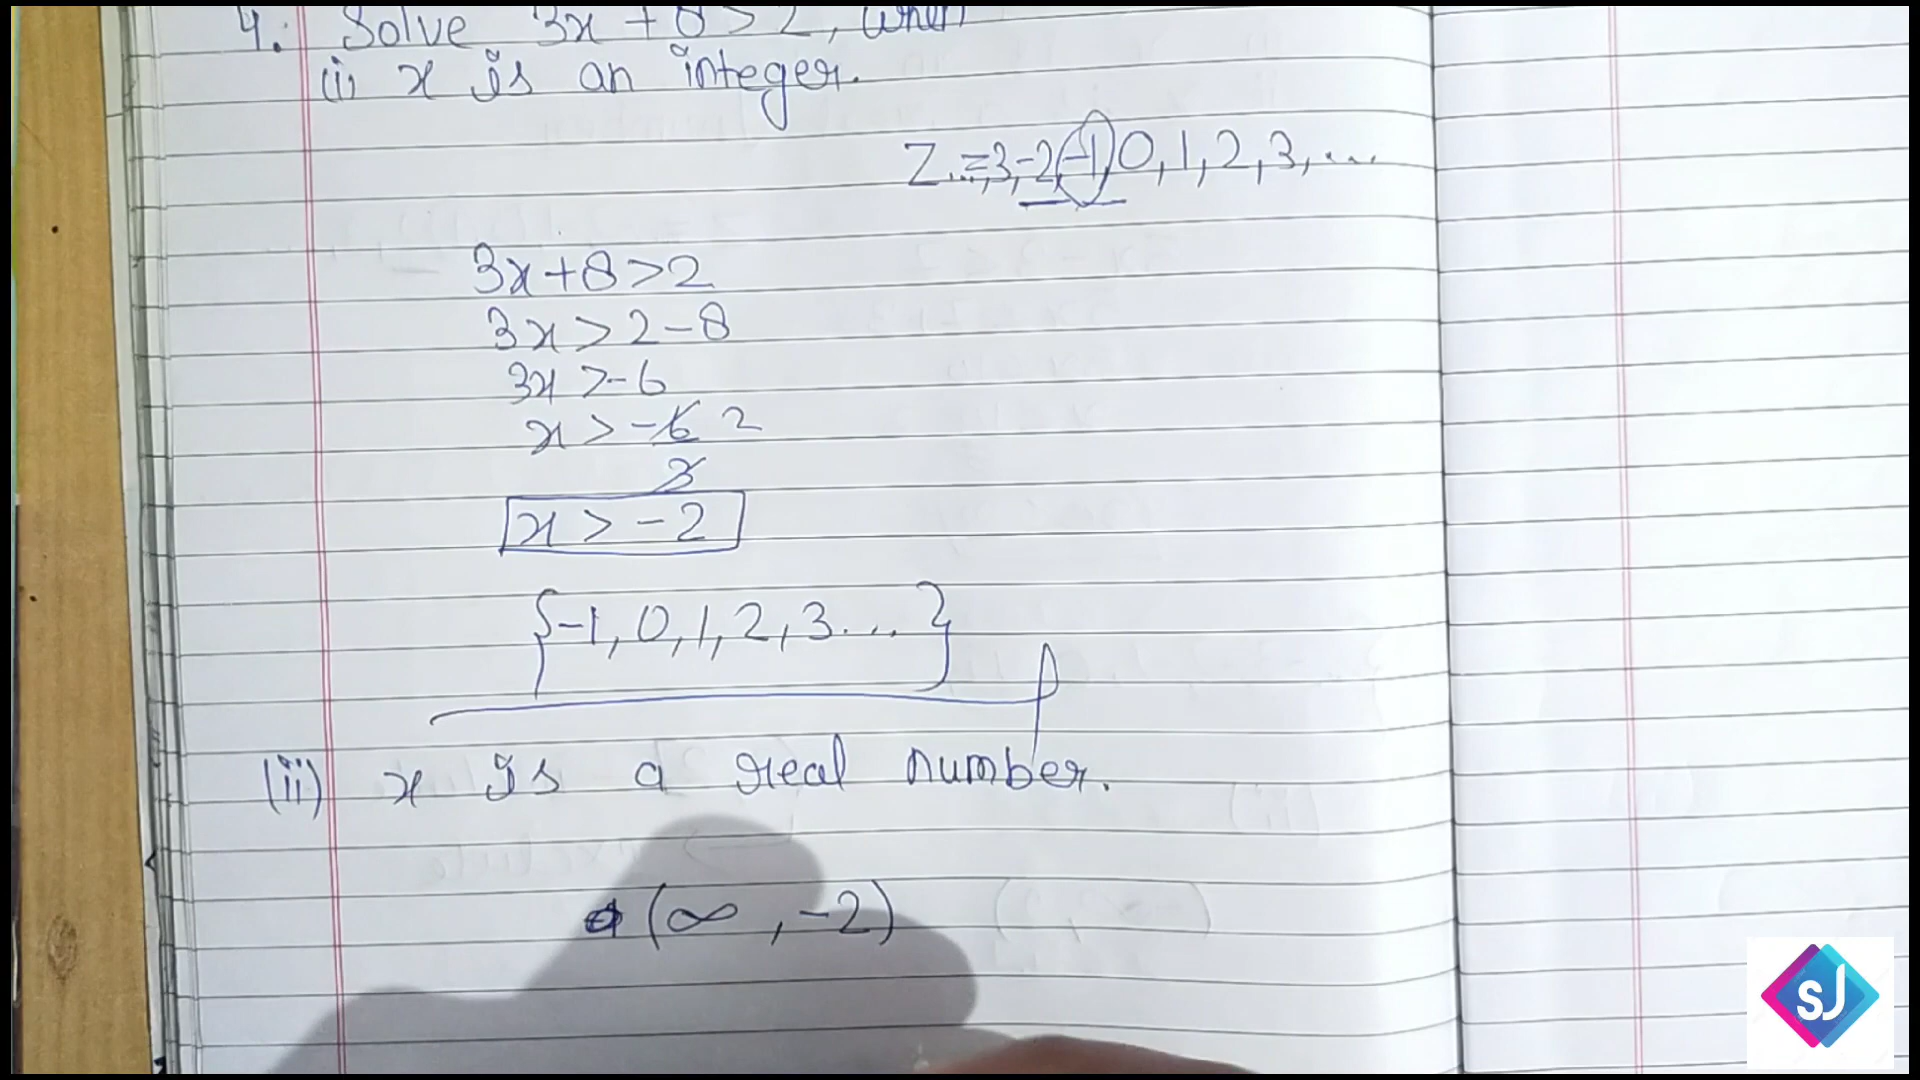 4. Solve 3x + 8 > 2, when
(i) x is an integer.
Z..=,-3,-2,-1,0,1,2,3,...
3x+8>2
3x > 2-8
3x >-6
x > -6 2
3
x > -2
{-1, 0, 1, 2, 3... }
(ii) x is a real number.
(∞ , -2)
SJ